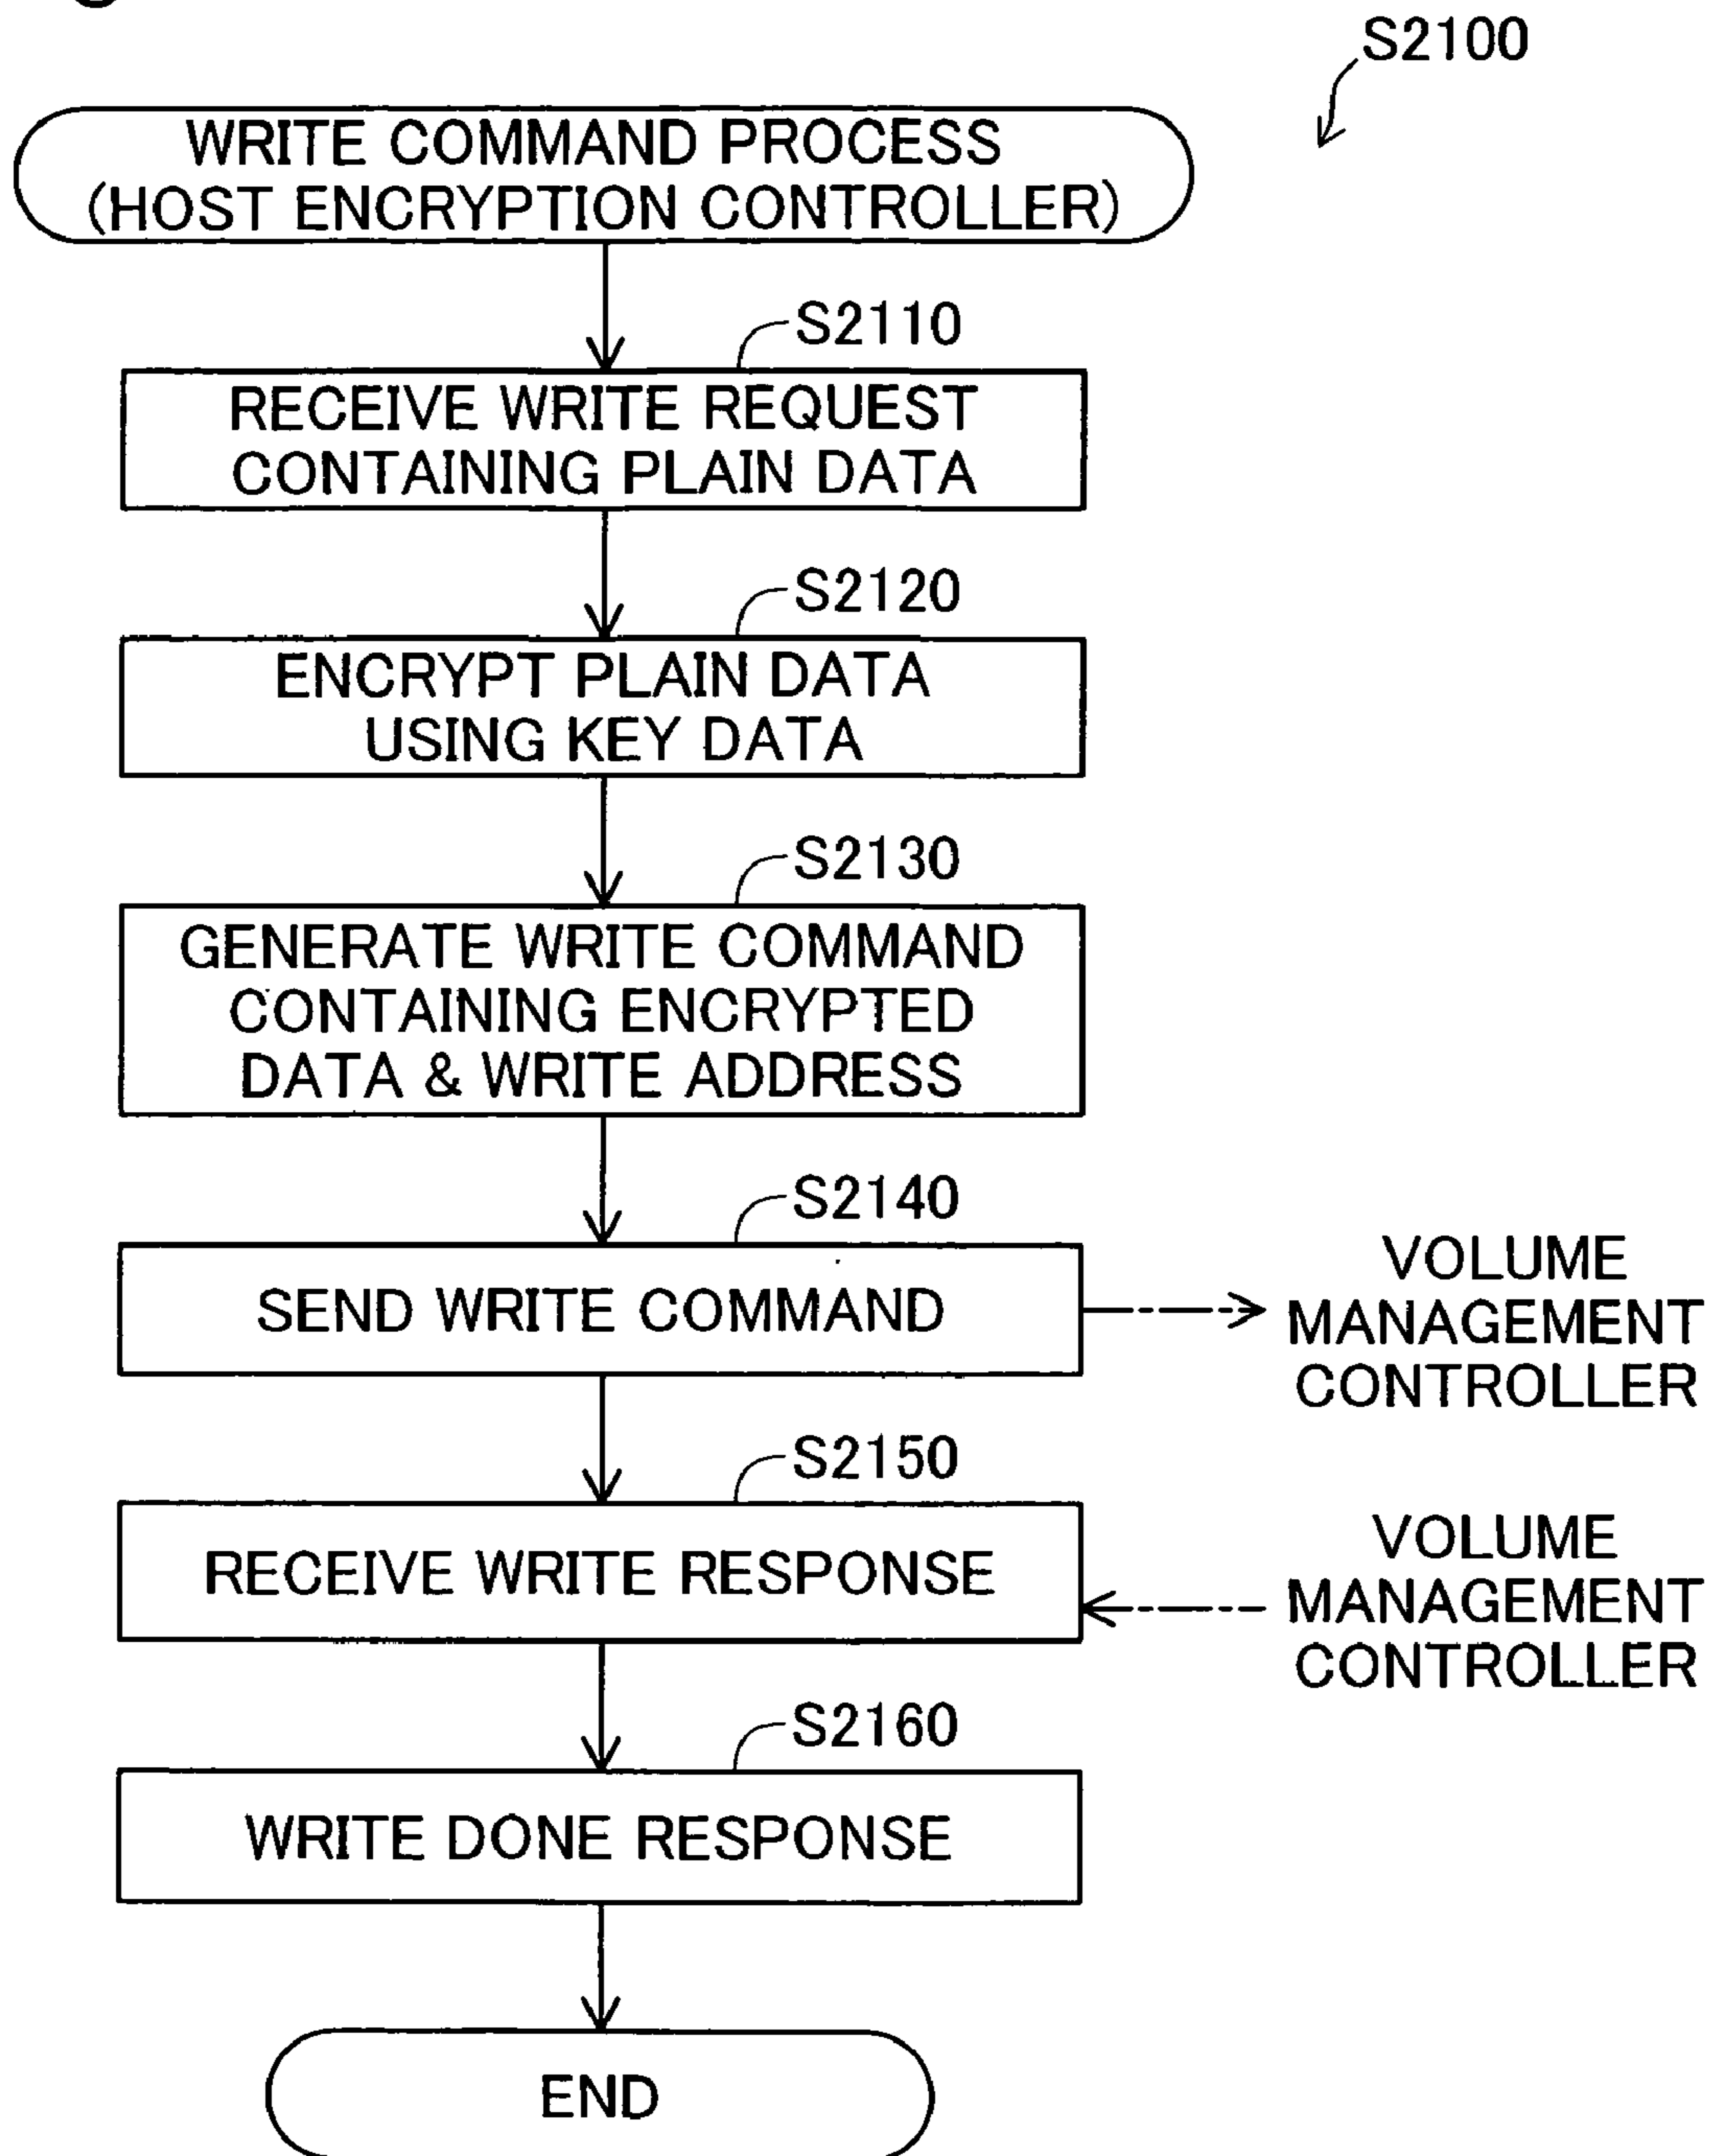 S2100
WRITE COMMAND PROCESS
(HOST ENCRYPTION CONTROLLER)
S2110
RECEIVE WRITE REQUEST
CONTAINING PLAIN DATA
S2120
ENCRYPT PLAIN DATA
USING KEY DATA
S2130
GENERATE WRITE COMMAND
CONTAINING ENCRYPTED
DATA & WRITE ADDRESS
S2140
SEND WRITE COMMAND
VOLUME
MANAGEMENT
CONTROLLER
S2150
RECEIVE WRITE RESPONSE
VOLUME
MANAGEMENT
CONTROLLER
S2160
WRITE DONE RESPONSE
END